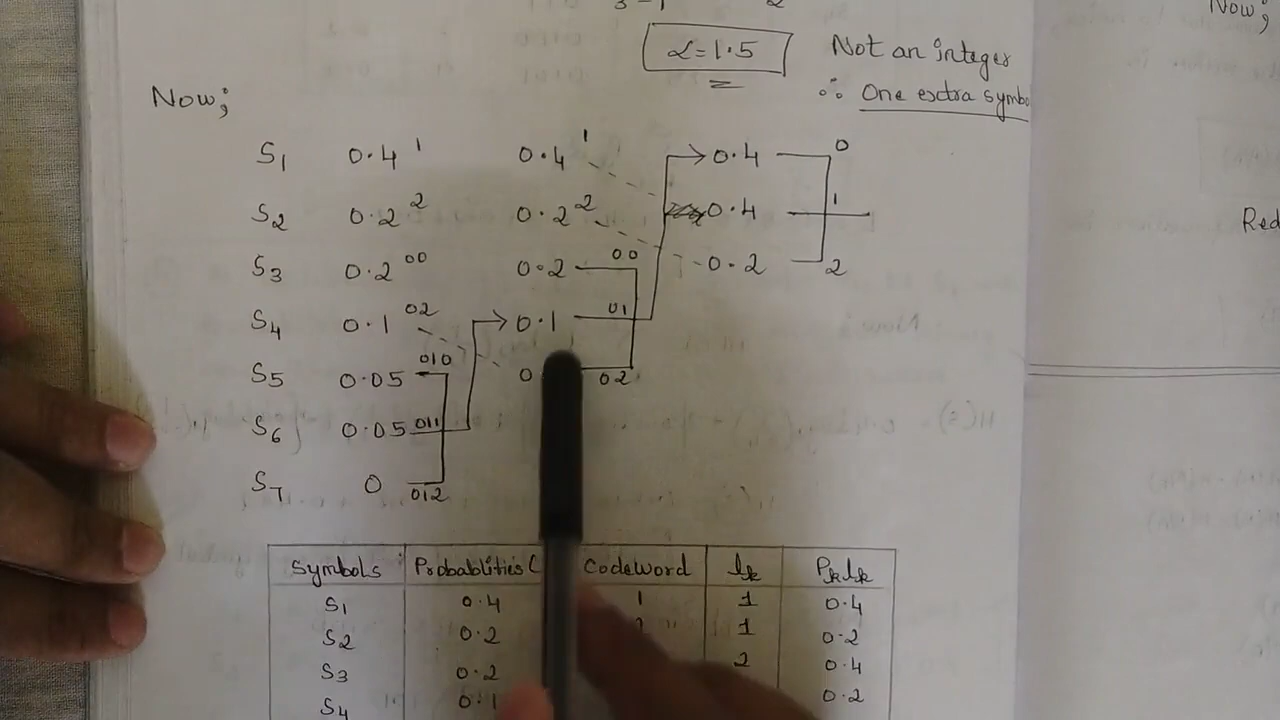 3-1 2
Now;
α=1.5 Not an integer
∴ One extra symbo
Now;
S1 0.4 1 0.4 1 0.4 0
S2 0.2 2 0.2 2 0.4 1
S3 0.2 00 0.2 00 0.2 2
S4 0.1 02 0.1 01
S5 0.05 010 0 02
S6 0.05 011
S7 0 012
Red
Symbols Probablities( Codeword lk Pklk
S1 0.4 1 1 0.4
S2 0.2 1 0.2
S3 0.2 2 0.4
S4 0.1 0.2